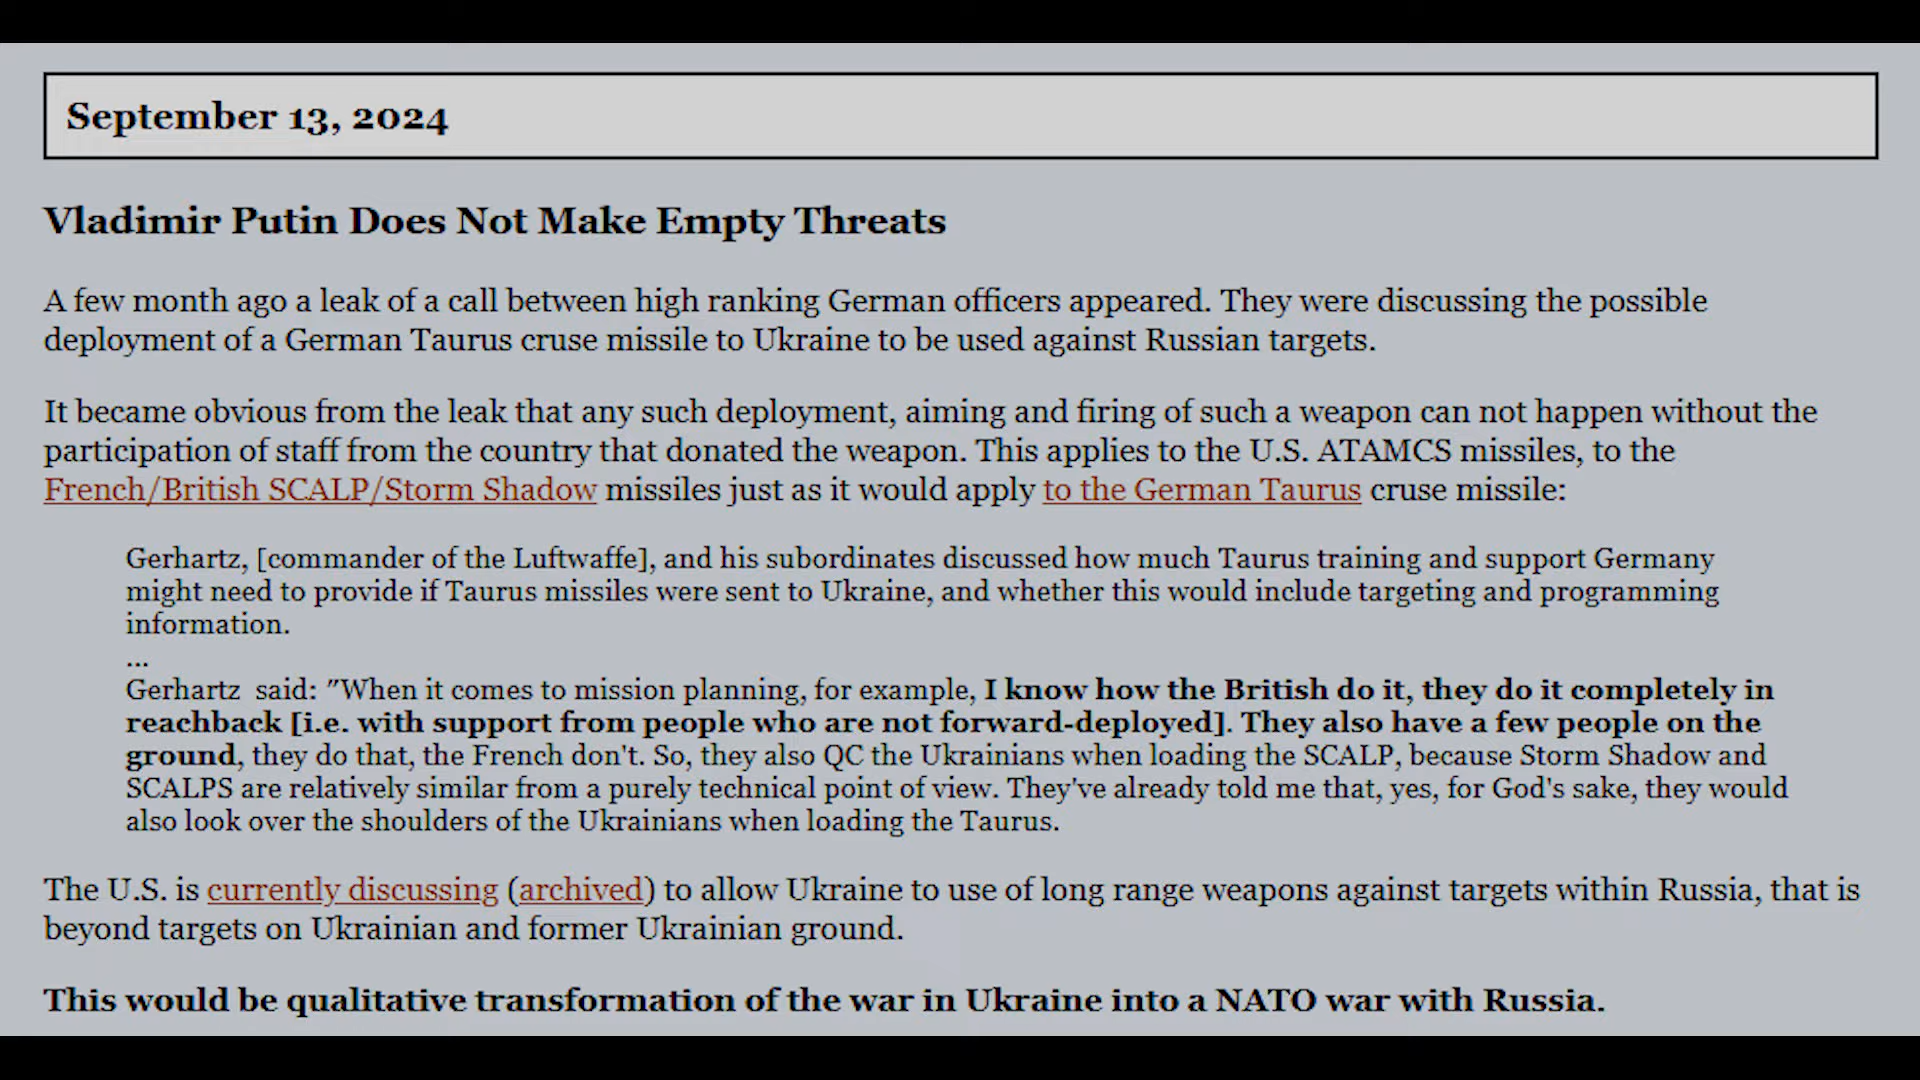 September 13, 2024
Vladimir Putin Does Not Make Empty Threats
A few month ago a leak of a call between high ranking German officers appeared. They were discussing the possible
deployment of a German Taurus cruse missile to Ukraine to be used against Russian targets.
It became obvious from the leak that any such deployment, aiming and firing of such a weapon can not happen without the
participation of staff from the country that donated the weapon. This applies to the U.S. ATAMCS missiles, to the
French/British SCALP/Storm Shadow missiles just as it would apply to the German Taurus cruse missile:
Gerhartz, [commander of the Luftwaffe], and his subordinates discussed how much Taurus training and support Germany
might need to provide if Taurus missiles were sent to Ukraine, and whether this would include targeting and programming
information.
...
Gerhartz said: "When it comes to mission planning, for example, I know how the British do it, they do it completely in
reachback [i.e. with support from people who are not forward-deployed]. They also have a few people on the
ground, they do that, the French don't. So, they also QC the Ukrainians when loading the SCALP, because Storm Shadow and
SCALPS are relatively similar from a purely technical point of view. They've already told me that, yes, for God's sake, they would
also look over the shoulders of the Ukrainians when loading the Taurus.
The U.S. is currently discussing (archived) to allow Ukraine to use of long range weapons against targets within Russia, that is
beyond targets on Ukrainian and former Ukrainian ground.
This would be qualitative transformation of the war in Ukraine into a NATO war with Russia.